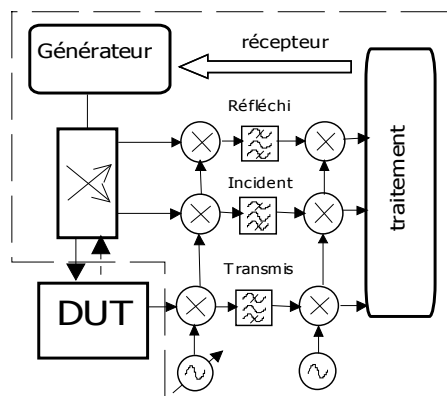 Générateur
récepteur
Réfléchi
Incident
Transmis
DUT
traitement